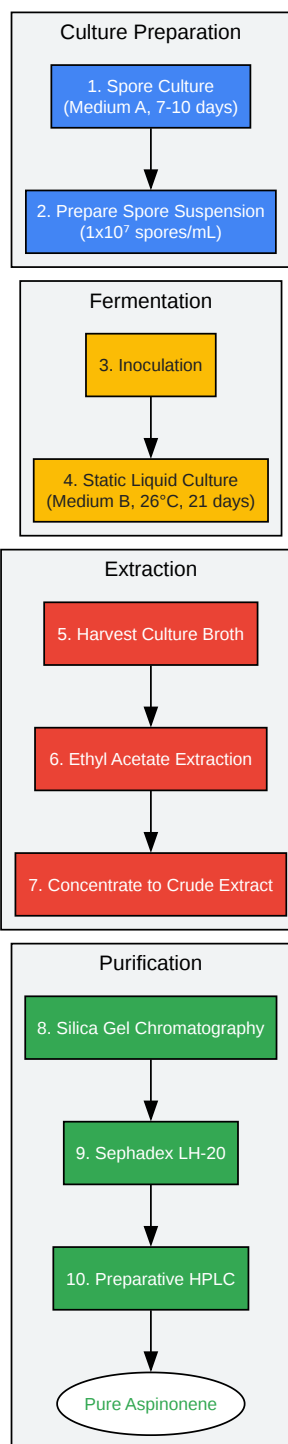 Culture Preparation
1. Spore Culture
(Medium A, 7-10 days)
2. Prepare Spore Suspension
(1x10⁷ spores/mL)
Fermentation
3. Inoculation
4. Static Liquid Culture
(Medium B, 26°C, 21 days)
Extraction
5. Harvest Culture Broth
6. Ethyl Acetate Extraction
7. Concentrate to Crude Extract
Purification
8. Silica Gel Chromatography
9. Sephadex LH-20
10. Preparative HPLC
Pure Aspinonene